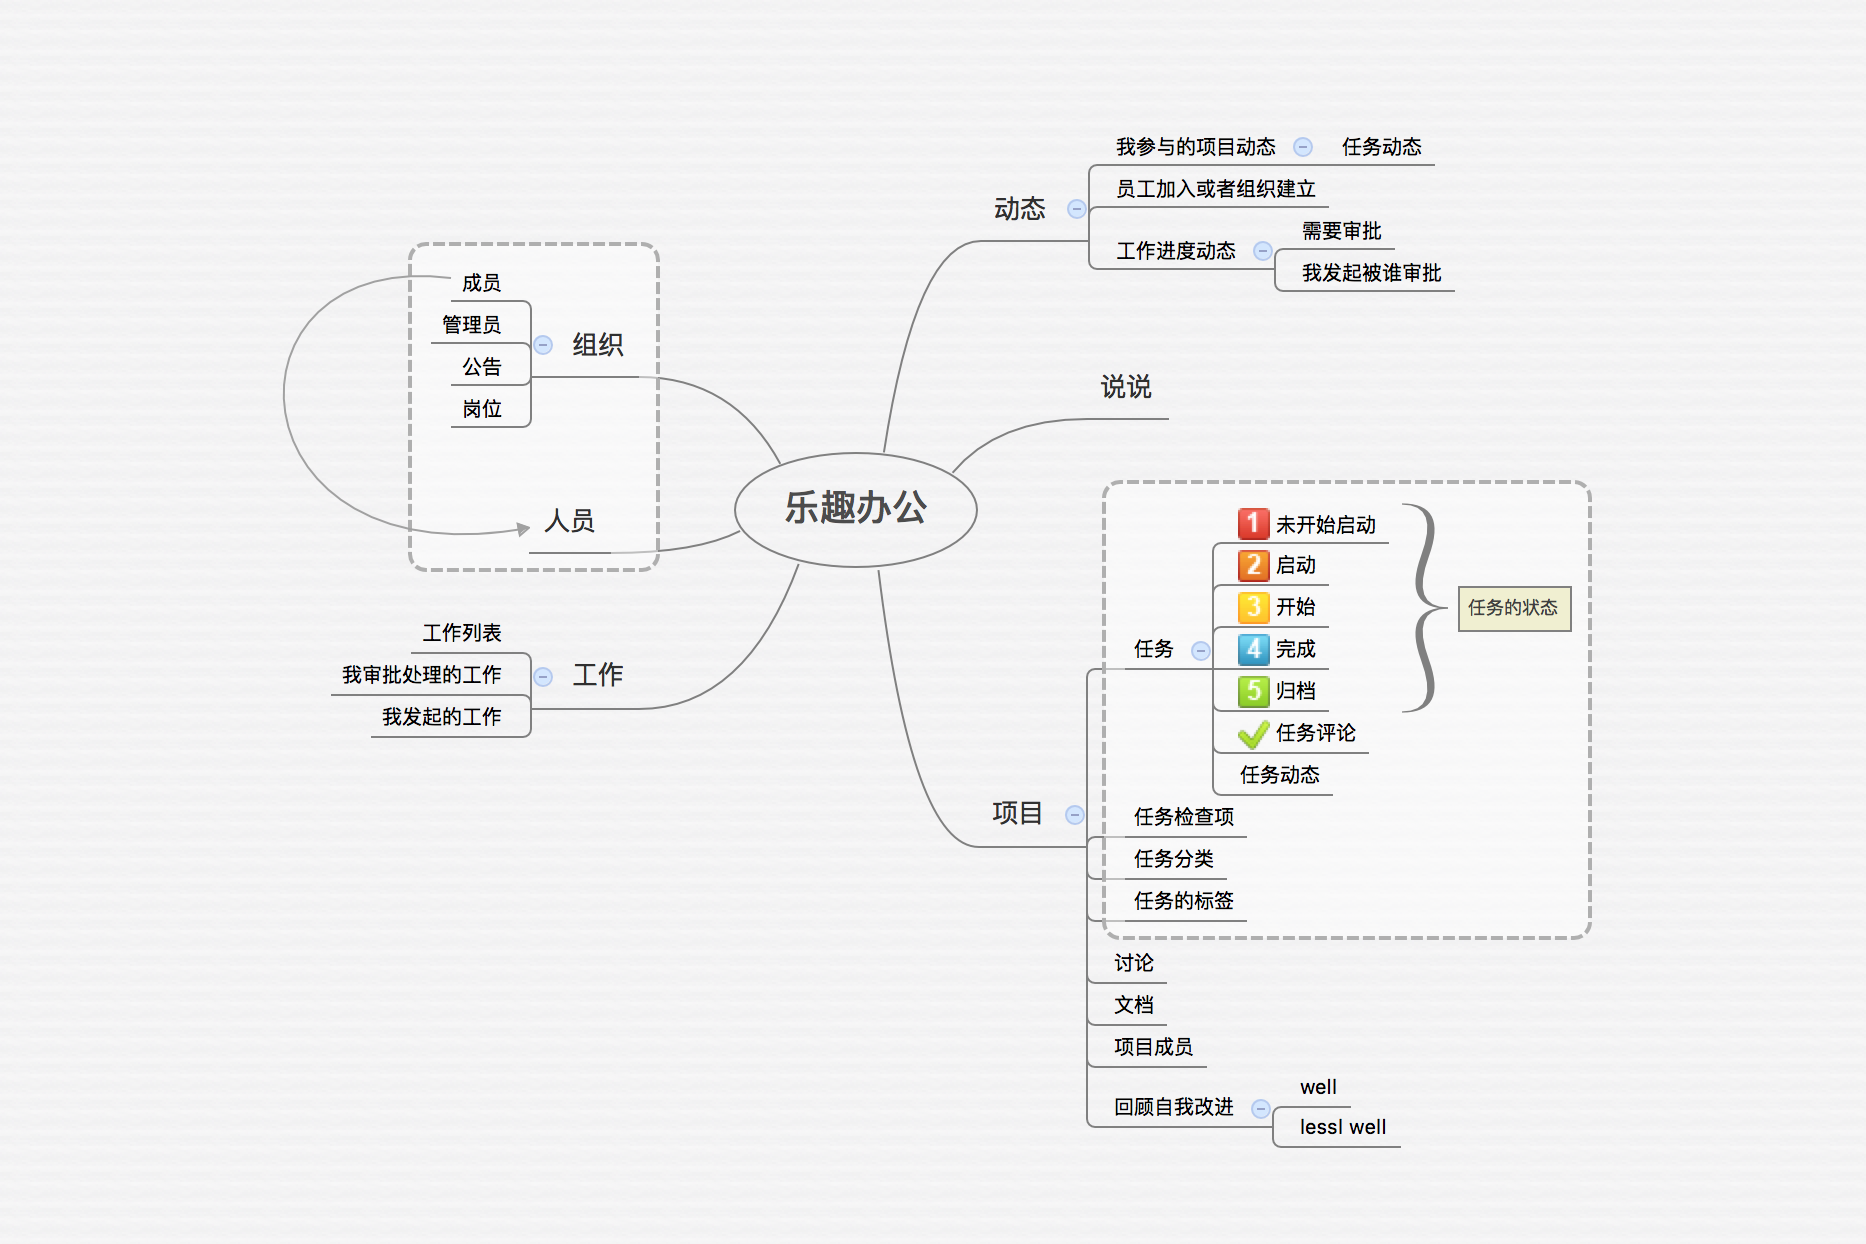 乐趣办公
动态
我参与的项目动态
任务动态
员工加入或者组织建立
工作进度动态
需要审批
我发起被谁审批
说说
项目
任务
1 未开始启动
2 启动
3 开始
4 完成
5 归档
任务的状态
任务评论
任务动态
任务检查项
任务分类
任务的标签
讨论
文档
项目成员
回顾自我改进
well
lessl well
组织
成员
管理员
公告
岗位
人员
工作
工作列表
我审批处理的工作
我发起的工作